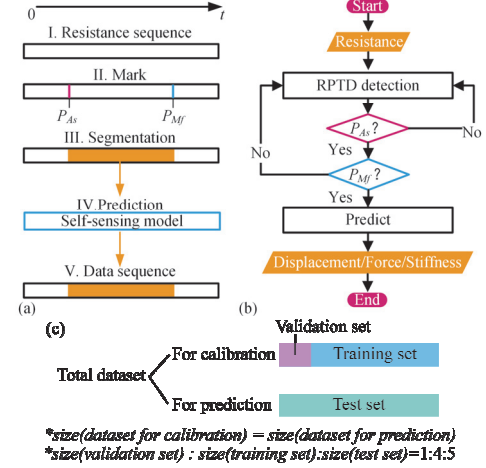 0 t
I. Resistance sequence
II. Mark
P_As P_Mf
III. Segmentation
IV.Prediction
Self-sensing model
V. Data sequence
(a)
Start
Resistance
RPTD detection
P_As ?
No
Yes
No
P_Mf ?
Yes
Predict
Displacement/Force/Stiffness
(b)
End
(c)
Validation set
For calibration
Training set
Total dataset
For prediction
Test set
*size(dataset for calibration) = size(dataset for prediction)
*size(validation set) : size(training set):size(test set)=1:4:5